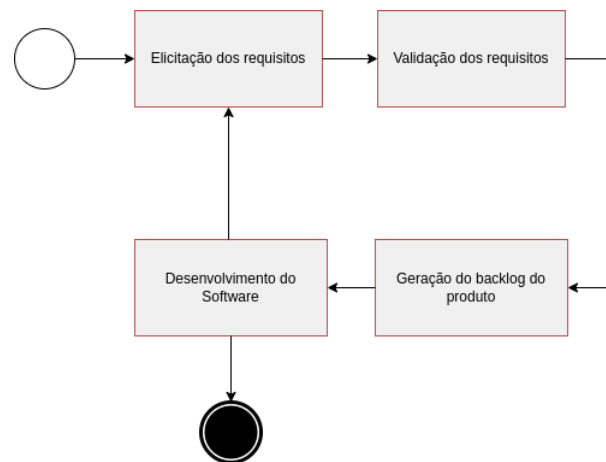 Elicitação dos requisitos
Validação dos requisitos
Desenvolvimento do
Software
Geração do backlog do
produto